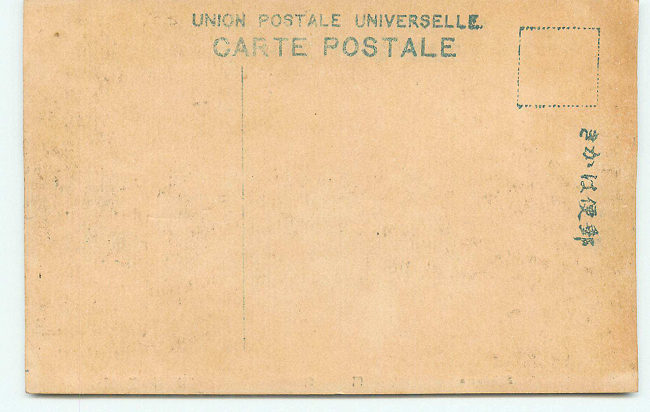 UNION POSTALE UNIVERSELLE.
CARTE POSTALE
郵便はかき